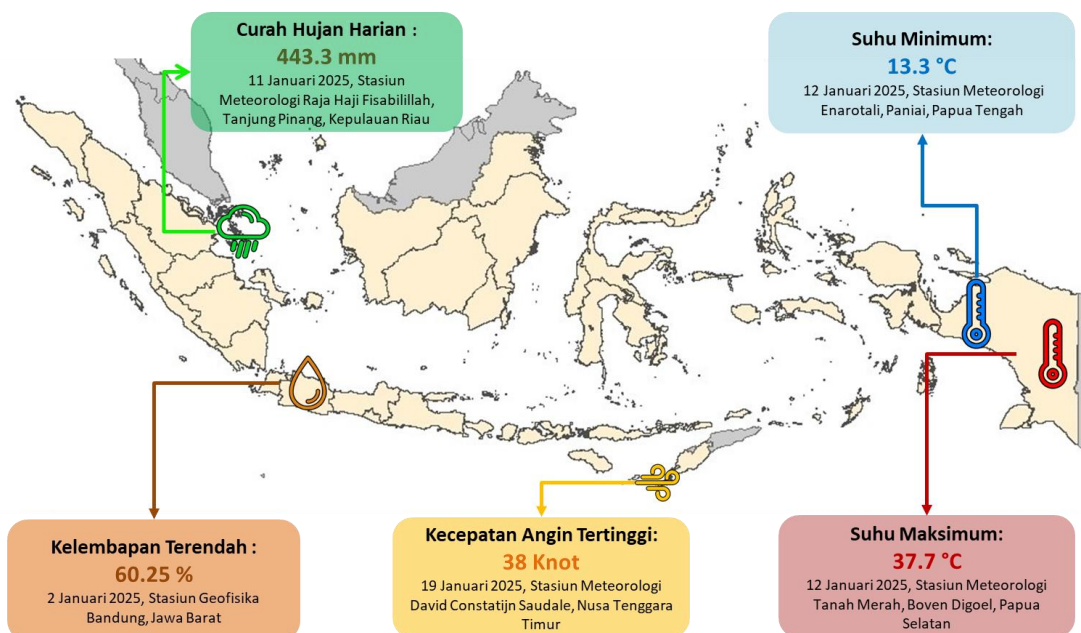 Curah Hujan Harian :
443.3 mm
11 Januari 2025, Stasiun
Meteorologi Raja Haji Fisabilillah,
Tanjung Pinang, Kepulauan Riau
Suhu Minimum:
13.3 °C
12 Januari 2025, Stasiun Meteorologi
Enarotali, Paniai, Papua Tengah
Kelembapan Terendah :
60.25 %
2 Januari 2025, Stasiun Geofisika
Bandung, Jawa Barat
Kecepatan Angin Tertinggi:
38 Knot
19 Januari 2025, Stasiun Meteorologi
David Constatijn Saudale, Nusa Tenggara
Timur
Suhu Maksimum:
37.7 °C
12 Januari 2025, Stasiun Meteorologi
Tanah Merah, Boven Digoel, Papua
Selatan